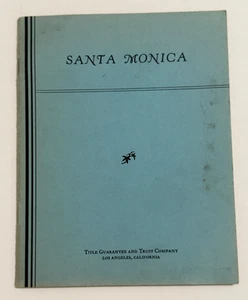 SANTA MONICA
TITLE GUARANTEE AND TRUST COMPANY
LOS ANGELES, CALIFORNIA